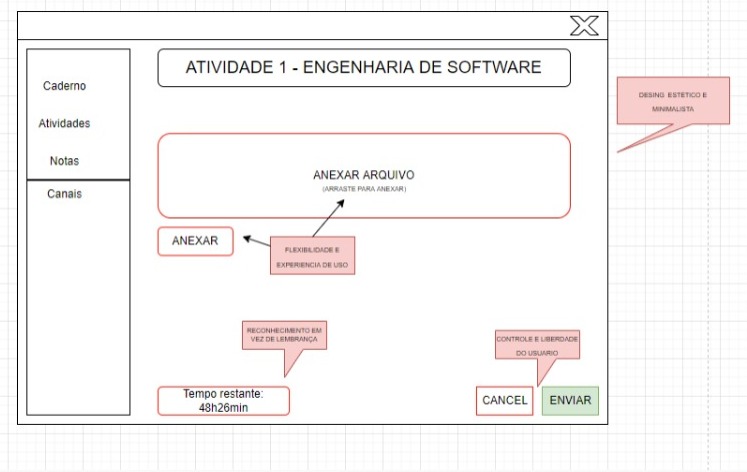 ATIVIDADE 1 - ENGENHARIA DE SOFTWARE
Caderno
Atividades
Notas
Canais
DESING ESTETICO E
MINIMALISTA
ANEXAR ARQUIVO
(ARRASTE PARA ANEXAR)
ANEXAR
FLEXIBILIDADE E
EXPERIENCIA DE USO
RECONHECIMENTO EM
VEZ DE LEMBRANÇA
CONTROLE E LIBERDADE
DO USUARIO
Tempo restante:
48h26min
CANCEL
ENVIAR